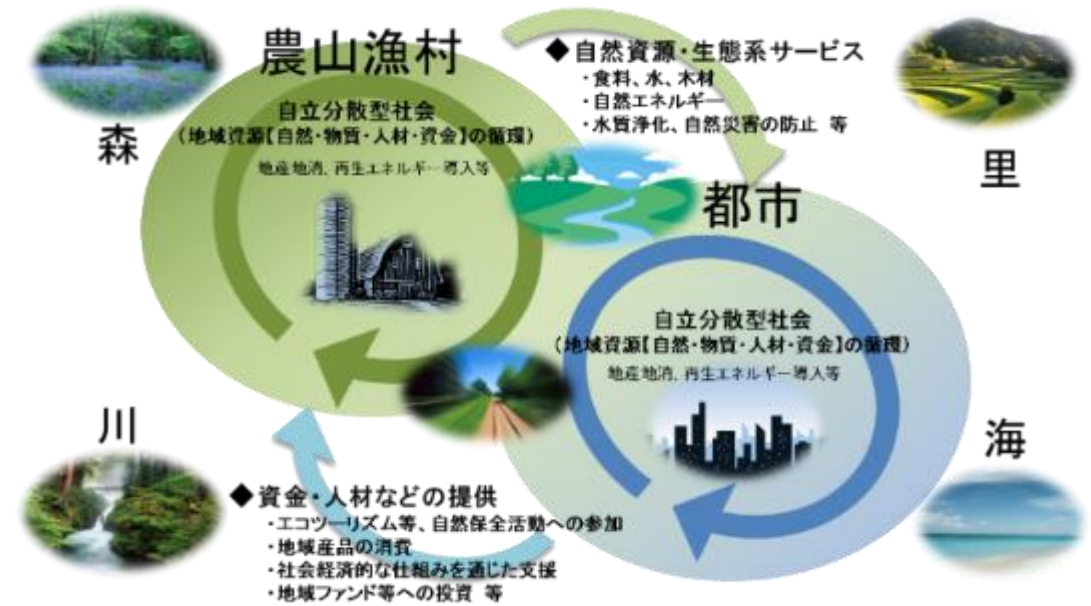 農山漁村
◆自然資源・生態系サービス
・食料、水、木材
・自然エネルギー
・水質浄化、自然災害の防止 等
森
自立分散型社会
(地域資源【自然・物質・人材・資金】の循環)
地産地消、再生エネルギー導入等
里
都市
自立分散型社会
(地域資源【自然・物質・人材・資金】の循環)
地産地消、再生エネルギー導入等
川
海
◆資金・人材などの提供
・エコツーリズム等、自然保全活動への参加
・地域産品の消費
・社会経済的な仕組みを通じた支援
・地域ファンド等への投資 等